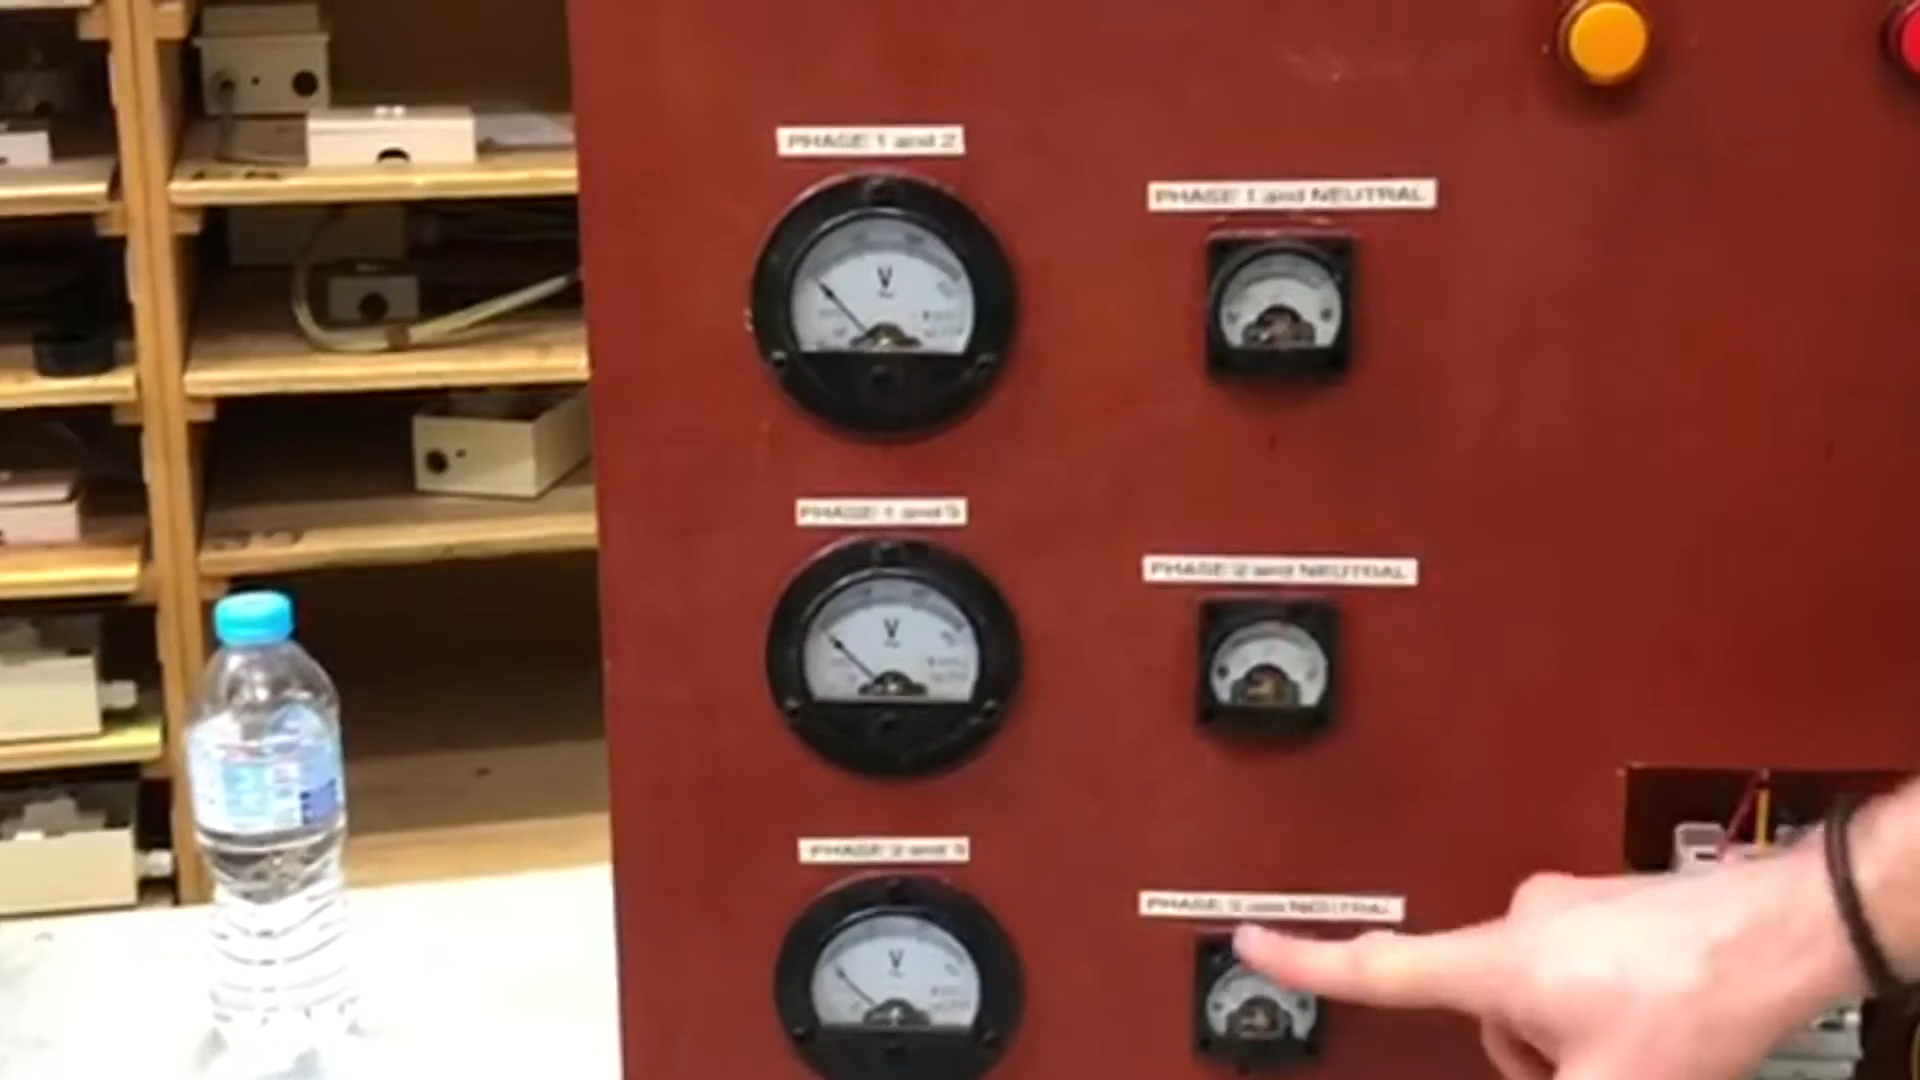 PHASE 1 and 2
PHASE 1 and NEUTRAL
V
PHASE 1 and 3
PHASE 2 and NEUTRAL
V
PHASE 2 and 3
PHASE 3 and NEUTRAL
V